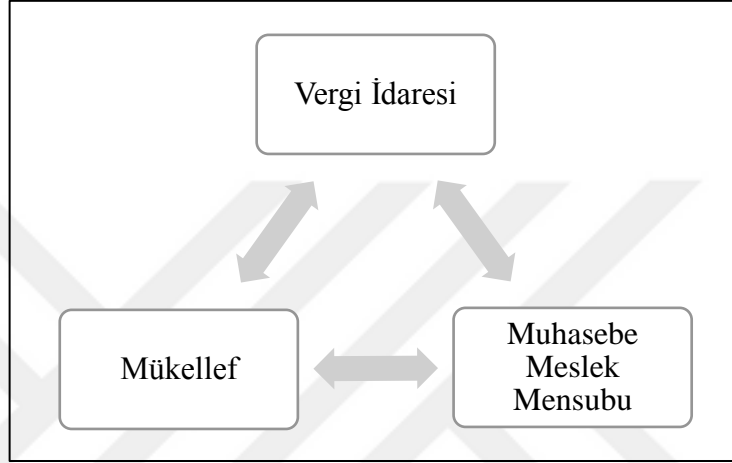 Vergi İdaresi
Mükellef
Muhasebe
Meslek
Mensubu